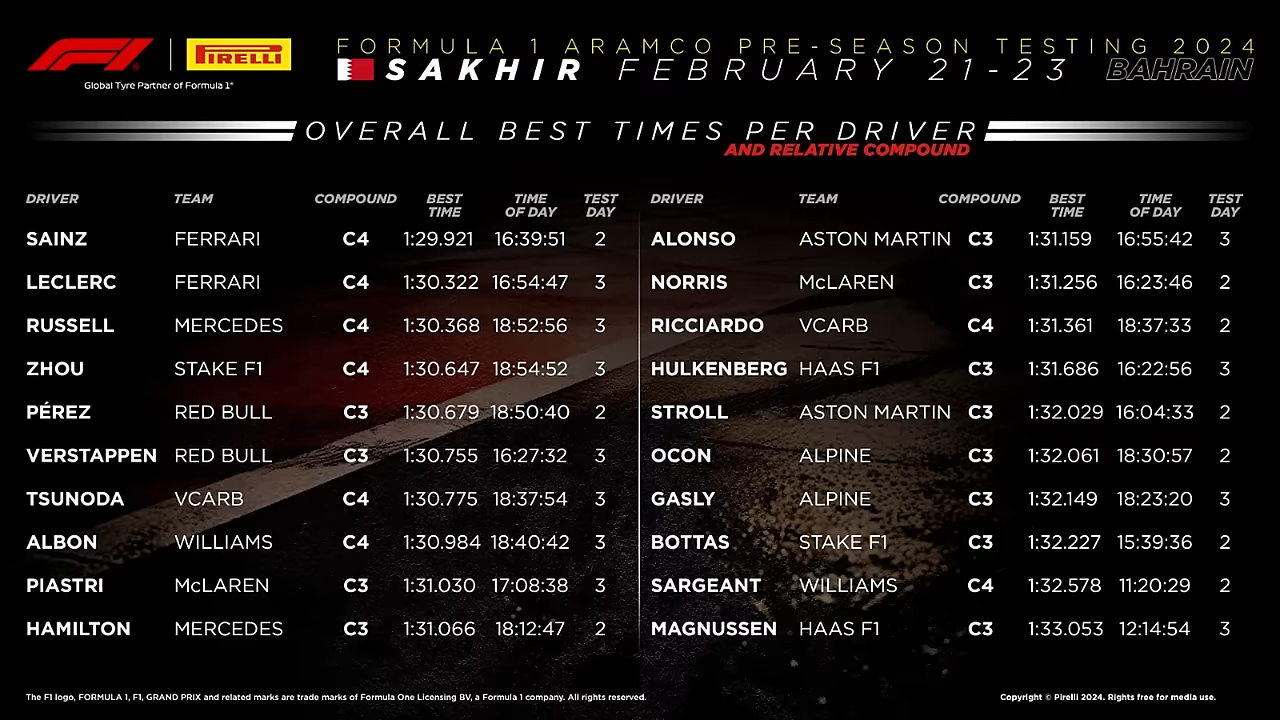 F1 PIRELLI
Global Tyre Partner of Formula 1®
FORMULA 1 ARAMCO PRE-SEASON TESTING 2024
SAKHIR FEBRUARY 21-23 BAHRAIN
OVERALL BEST TIMES PER DRIVER
AND RELATIVE COMPOUND
DRIVER TEAM COMPOUND BEST TIME TIME OF DAY TEST DAY
SAINZ FERRARI C4 1:29.921 16:39:51 2
LECLERC FERRARI C4 1:30.322 16:54:47 3
RUSSELL MERCEDES C4 1:30.368 18:52:56 3
ZHOU STAKE F1 C4 1:30.647 18:54:52 3
PÉREZ RED BULL C3 1:30.679 18:50:40 2
VERSTAPPEN RED BULL C3 1:30.755 16:27:32 3
TSUNODA VCARB C4 1:30.775 18:37:54 3
ALBON WILLIAMS C4 1:30.984 18:40:42 3
PIASTRI McLAREN C3 1:31.030 17:08:38 3
HAMILTON MERCEDES C3 1:31.066 18:12:47 2
DRIVER TEAM COMPOUND BEST TIME TIME OF DAY TEST DAY
ALONSO ASTON MARTIN C3 1:31.159 16:55:42 3
NORRIS McLAREN C3 1:31.256 16:23:46 2
RICCIARDO VCARB C4 1:31.361 18:37:33 2
HULKENBERG HAAS F1 C3 1:31.686 16:22:56 3
STROLL ASTON MARTIN C3 1:32.029 16:04:33 2
OCON ALPINE C3 1:32.061 18:30:57 2
GASLY ALPINE C3 1:32.149 18:23:20 3
BOTTAS STAKE F1 C3 1:32.227 15:39:36 2
SARGEANT WILLIAMS C4 1:32.578 11:20:29 2
MAGNUSSEN HAAS F1 C3 1:33.053 12:14:54 3
The F1 logo, FORMULA 1, F1, GRAND PRIX and related marks are trade marks of Formula One Licensing BV, a Formula 1 company. All rights reserved.
Copyright © Pirelli 2024. Rights free for media use.